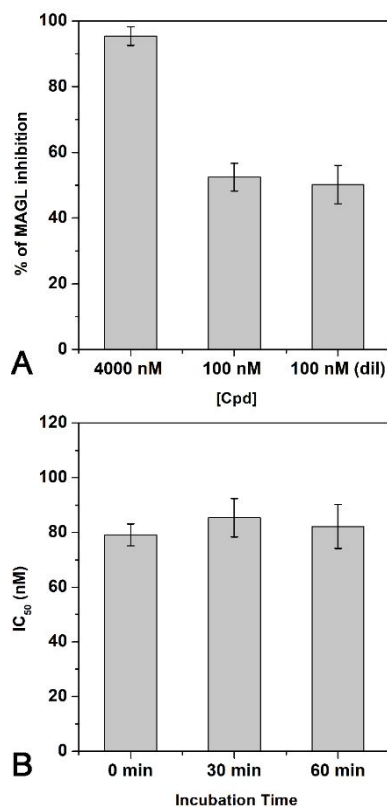 100
80
60
40
20
0
% of MAGL inhibition
4000 nM 100 nM 100 nM (dil)
[Cpd]
A
120
100
80
60
40
20
0
IC50 (nM)
0 min 30 min 60 min
Incubation Time
B